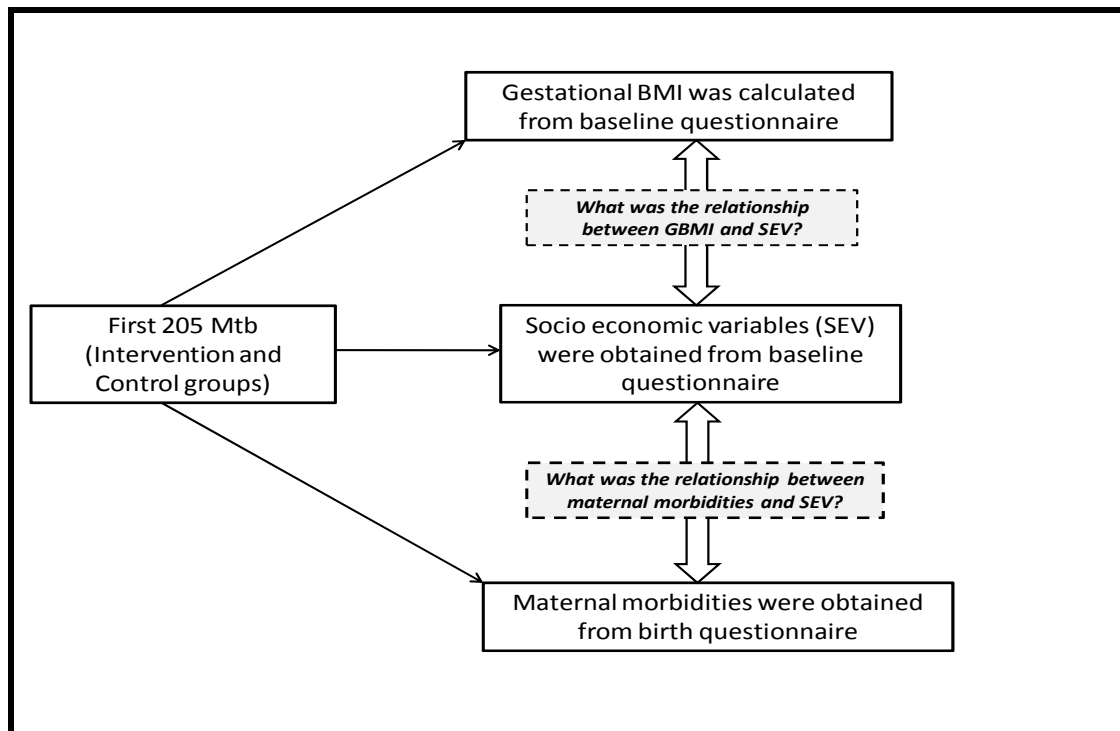 Gestational BMI was calculated
from baseline questionnaire
What was the relationship
between GBMI and SEV?
First 205 Mtb
(Intervention and
Control groups)
Socio economic variables (SEV)
were obtained from baseline
questionnaire
What was the relationship between
maternal morbidities and SEV?
Maternal morbidities were obtained
from birth questionnaire